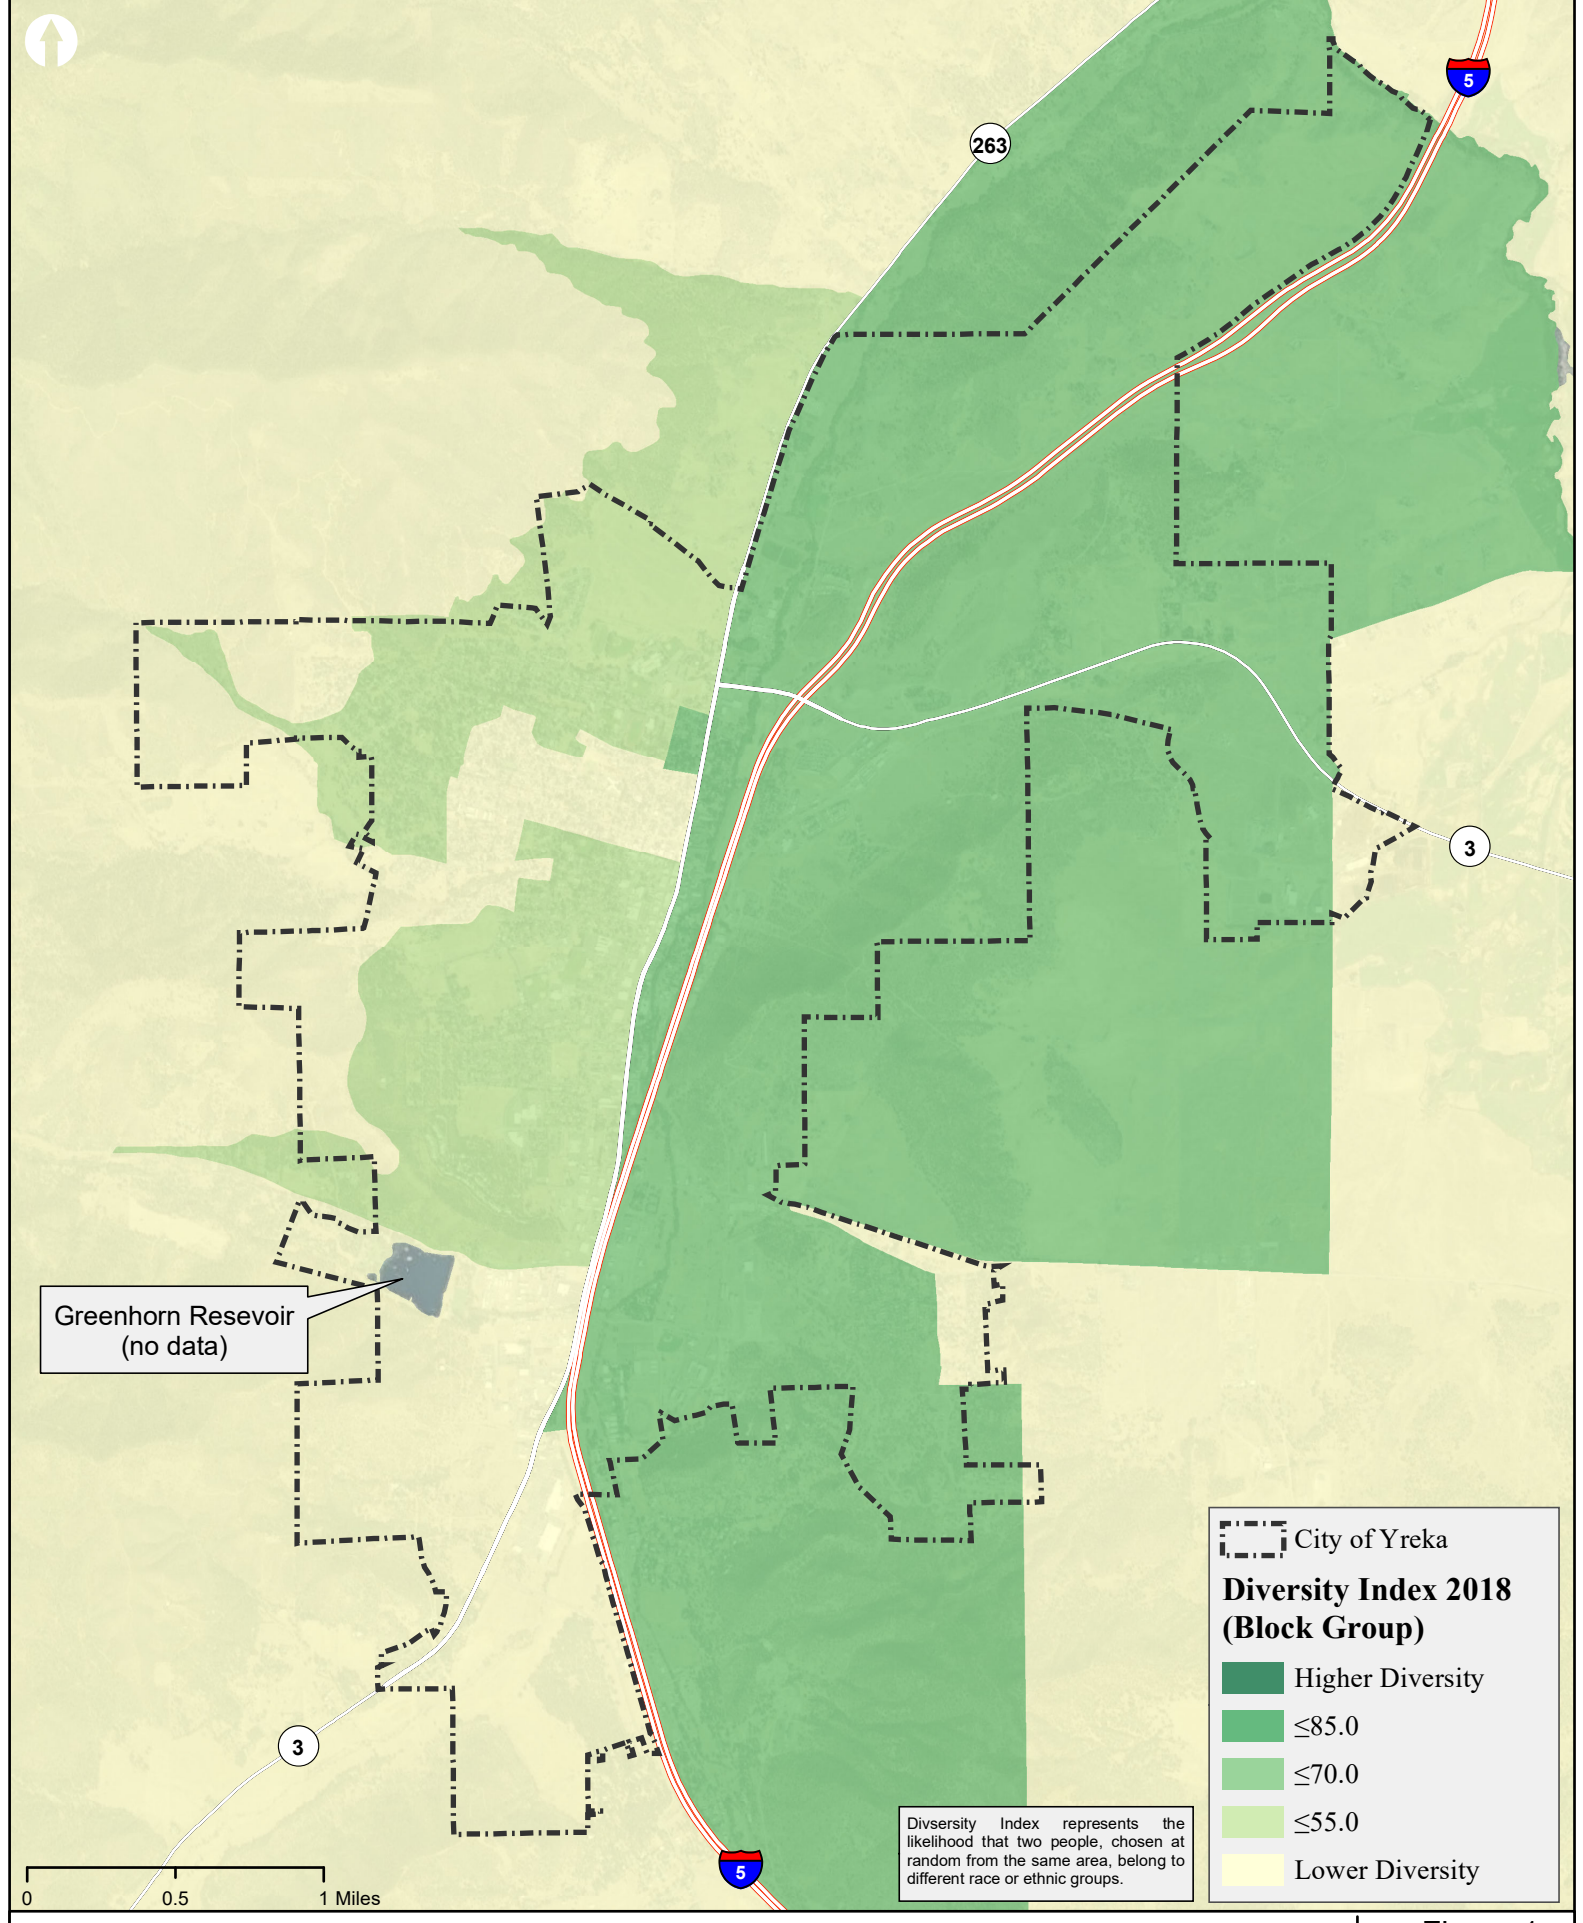 5
263
3
Greenhorn Resevoir
(no data)
3
City of Yreka
Diversity Index 2018
(Block Group)
Higher Diversity
≤85.0
≤70.0
≤55.0
Lower Diversity
Divsersity Index represents the
likelihood that two people, chosen at
random from the same area, belong to
different race or ethnic groups.
5
0 0.5 1 Miles